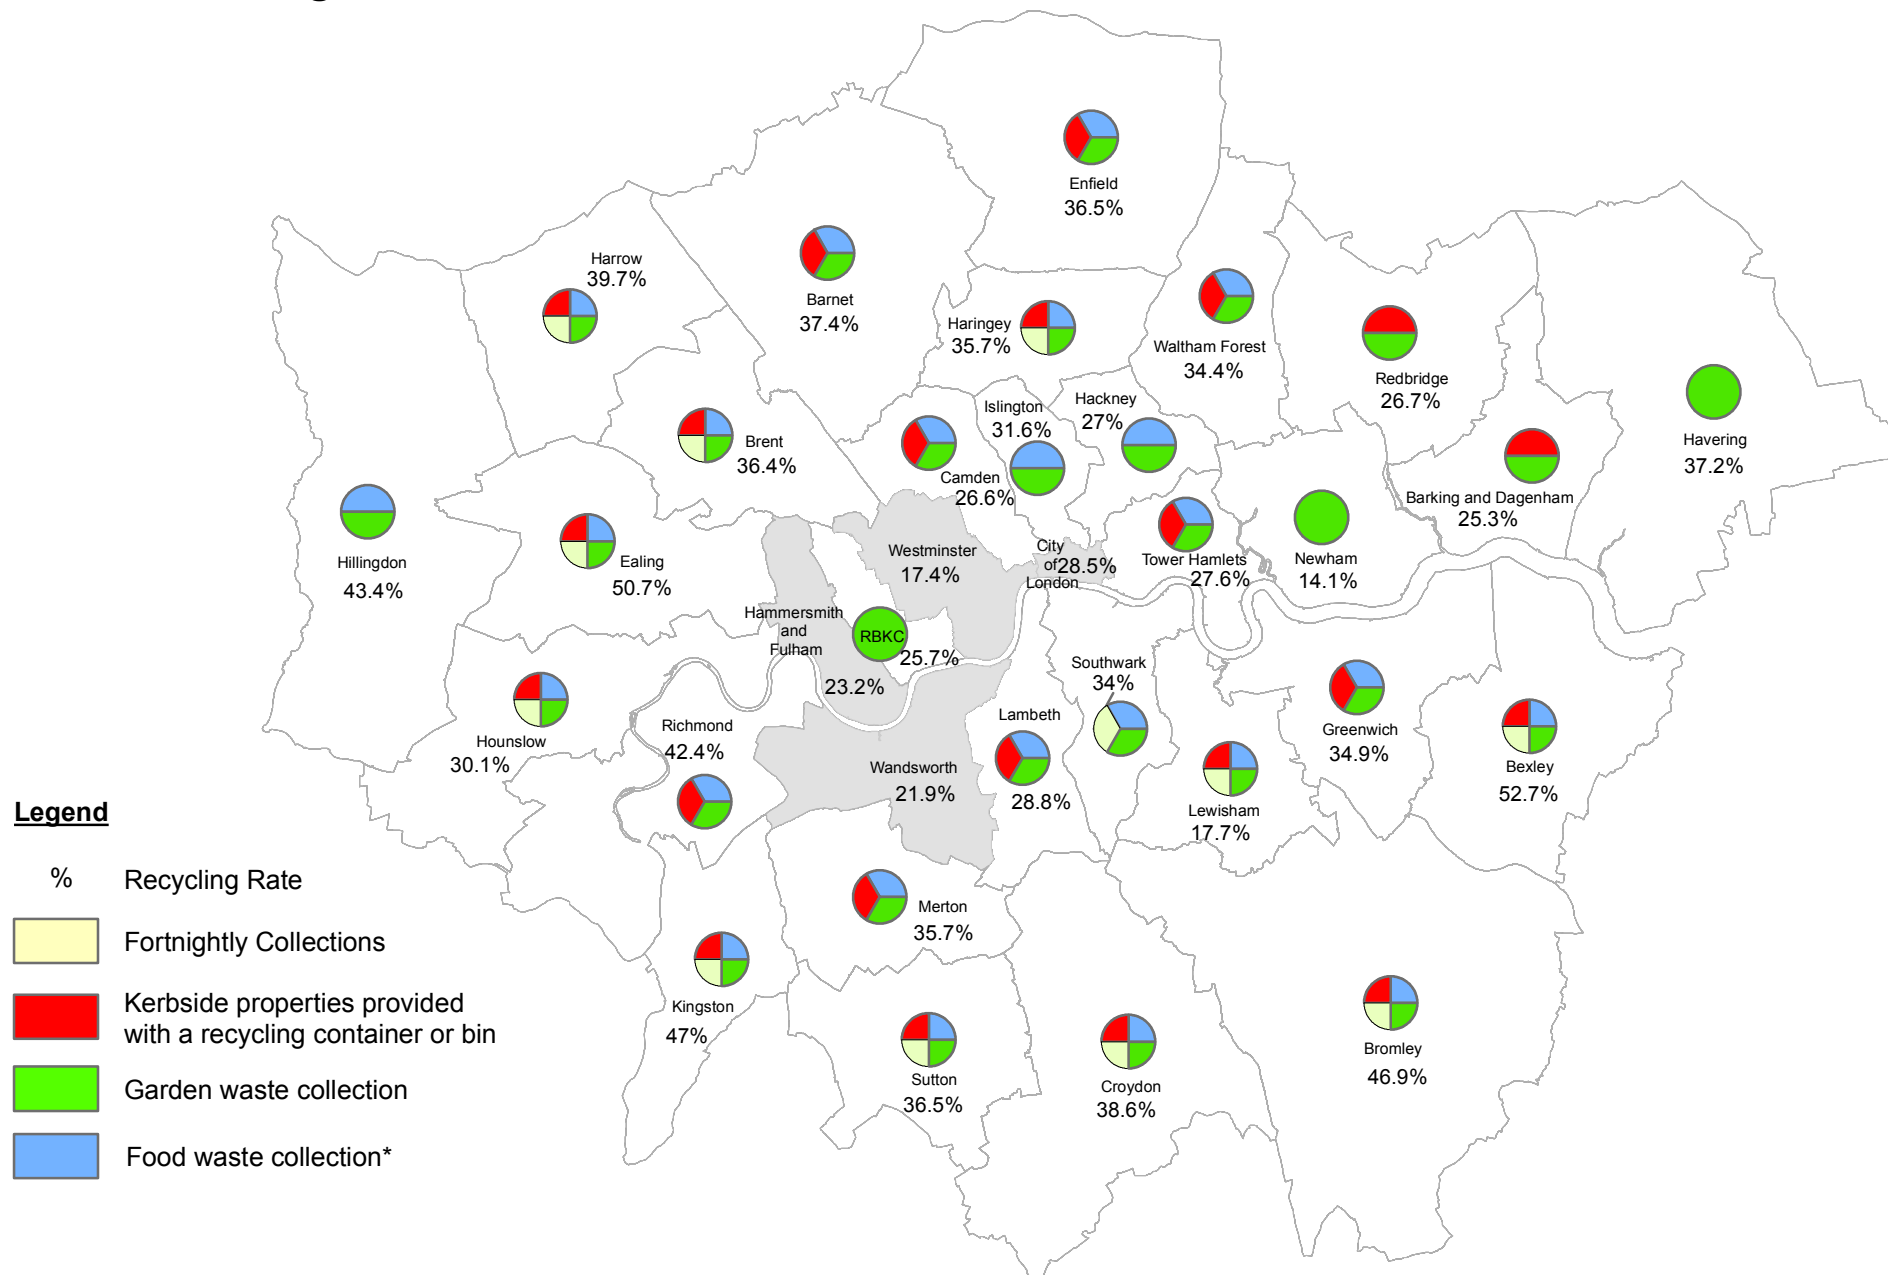 Enfield
36.5%
Harrow
39.7%
Barnet
37.4%
Haringey
35.7%
Waltham Forest
34.4%
Redbridge
26.7%
Havering
37.2%
Barking and Dagenham
25.3%
Brent
36.4%
Islington
31.6%
Hackney
27%
Camden
26.6%
Hillingdon
43.4%
Ealing
50.7%
Westminster
17.4%
City
of
London
28.5%
Tower Hamlets
27.6%
Newham
14.1%
Hammersmith
and
Fulham
23.2%
RBKC
25.7%
Hounslow
30.1%
Richmond
42.4%
Wandsworth
21.9%
Lambeth
28.8%
Southwark
34%
Lewisham
17.7%
Greenwich
34.9%
Bexley
52.7%
Merton
35.7%
Kingston
47%
Sutton
36.5%
Croydon
38.6%
Bromley
46.9%
Legend
% Recycling Rate
Fortnightly Collections
Kerbside properties provided
with a recycling container or bin
Garden waste collection
Food waste collection*